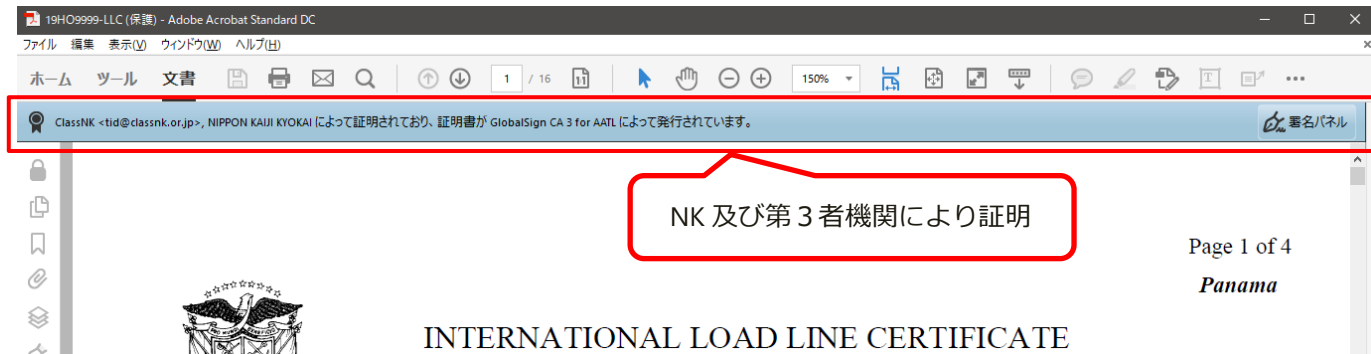 19HO9999-LLC (保護) - Adobe Acrobat Standard DC
ファイル 編集 表示(V) ウィンドウ(W) ヘルプ(H)
ホーム ツール 文書 1 / 16 150%
ClassNK <tid@classnk.or.jp>, NIPPON KAIJI KYOKAI によって証明されており、証明書が GlobalSign CA 3 for AATL によって発行されています。 署名パネル
NK 及び第３者機関により証明
Page 1 of 4
Panama
INTERNATIONAL LOAD LINE CERTIFICATE